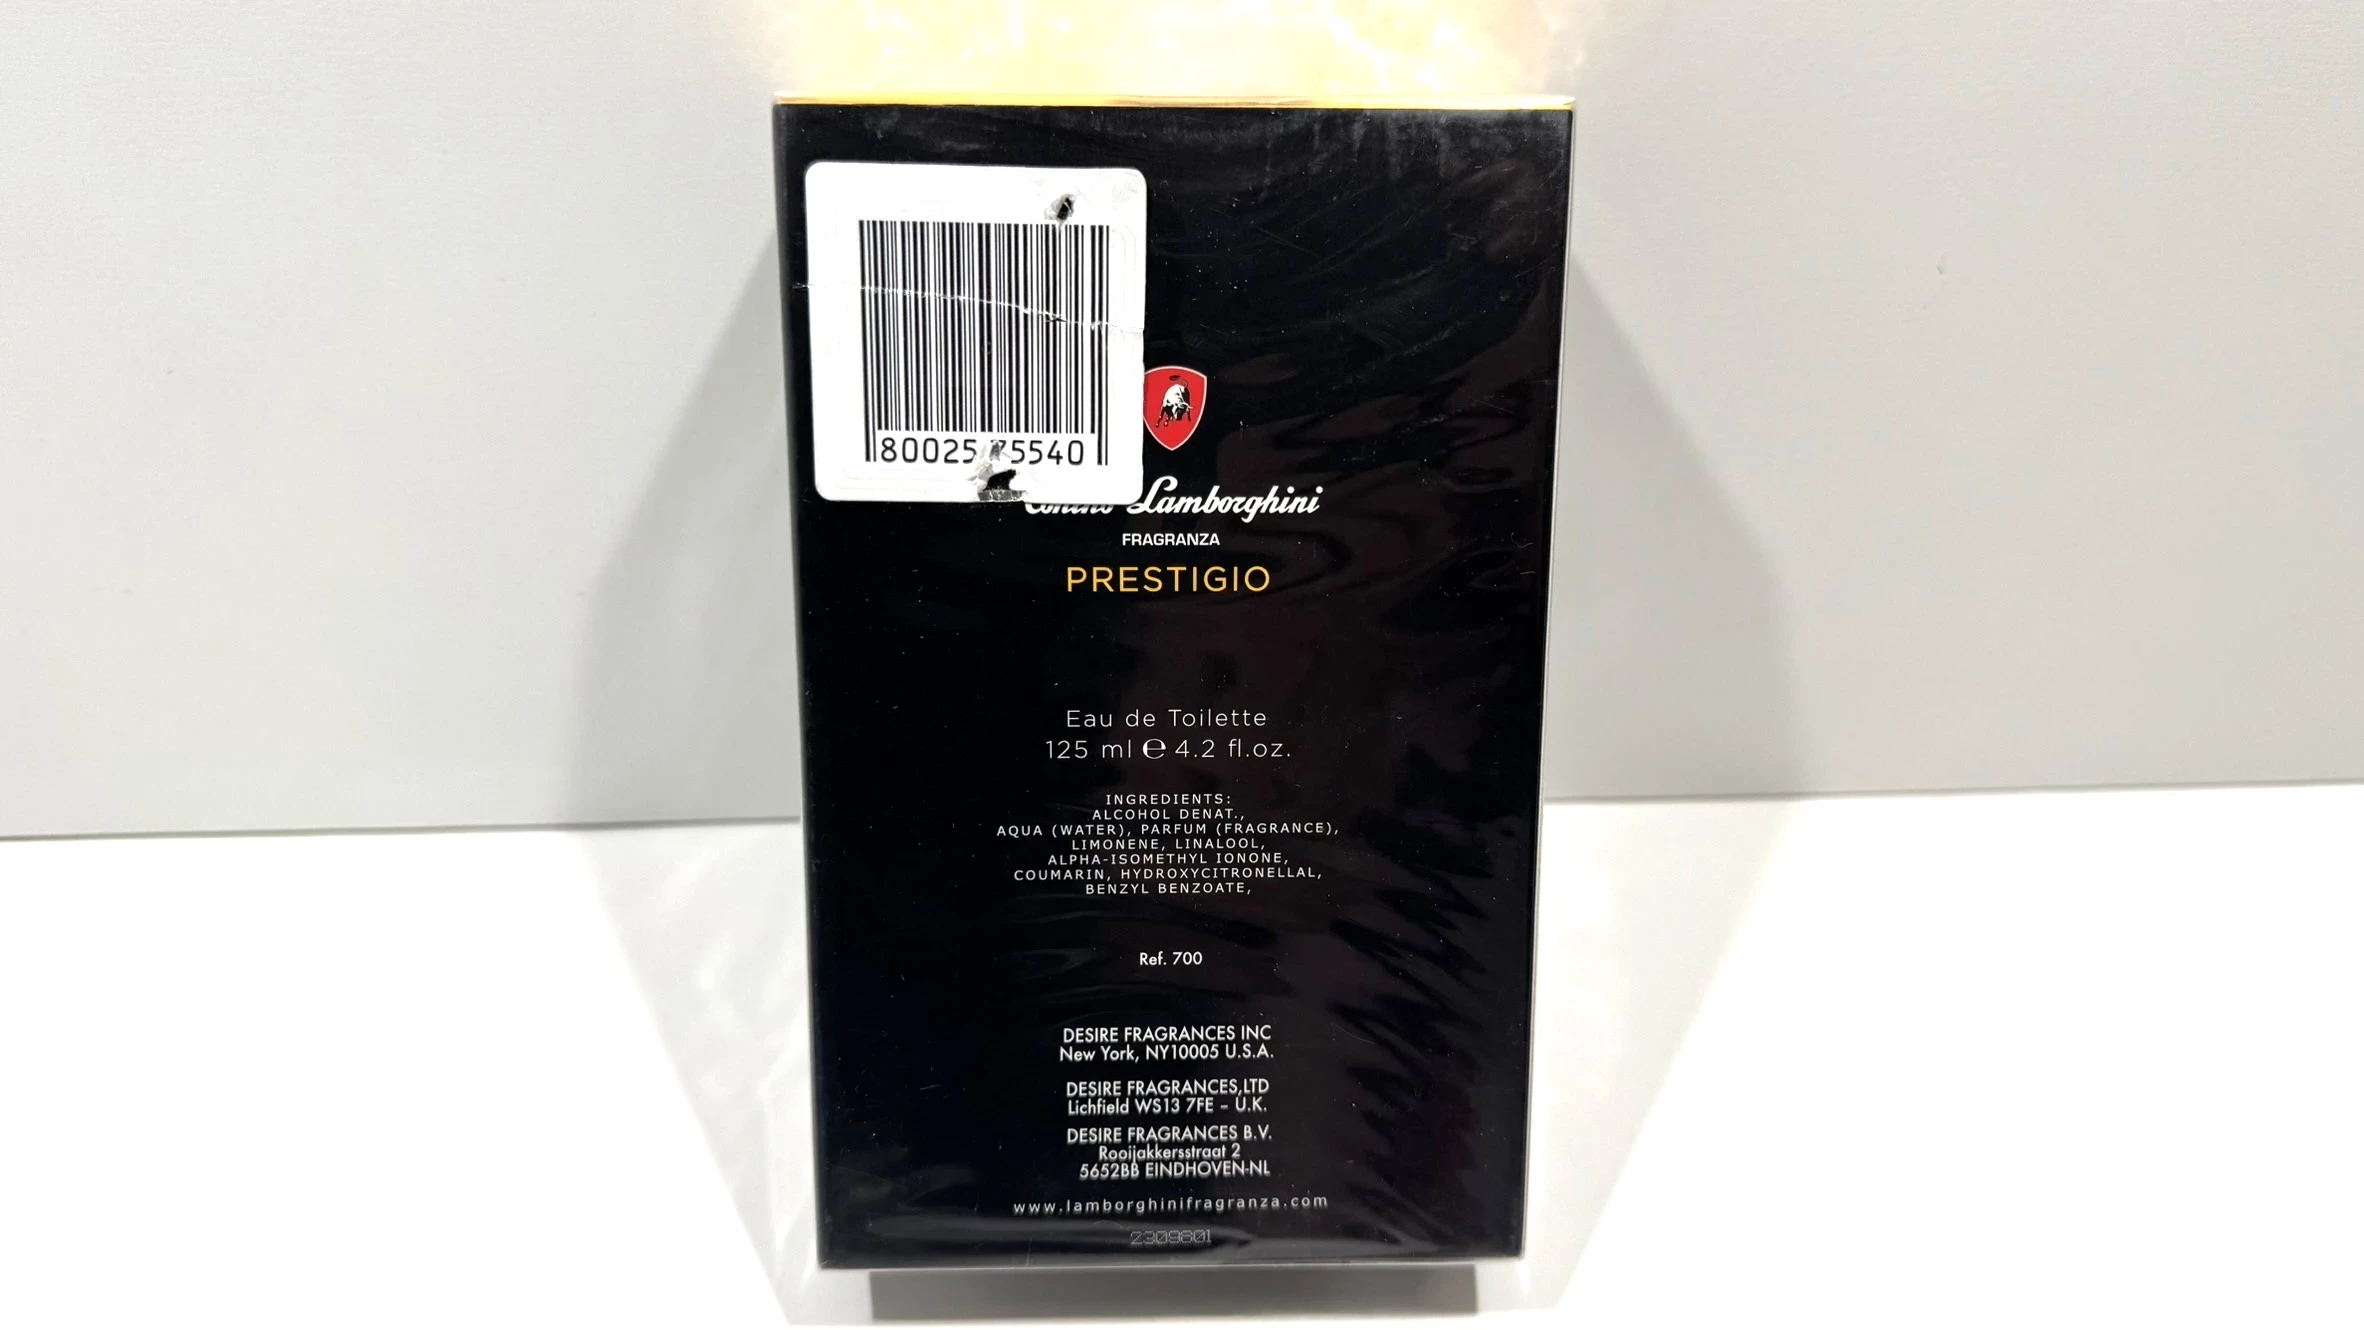 Lamborghini
FRAGRANZA
PRESTIGIO
Eau de Toilette
125 ml ℮ 4.2 fl.oz.
INGREDIENTS:
ALCOHOL DENAT.,
AQUA (WATER), PARFUM (FRAGRANCE),
LIMONENE, LINALOOL,
ALPHA-ISOMETHYL IONONE,
COUMARIN, HYDROXYCITRONELLAL,
BENZYL BENZOATE,
Ref. 700
DESIRE FRAGRANCES INC
New York, NY10005 U.S.A.
DESIRE FRAGRANCES,LTD
Lichfield WS13 7FE – U.K.
DESIRE FRAGRANCES B.V.
Rooijakkersstraat 2
5652BB EINDHOVEN-NL
www.lamborghinifragranza.com
2309801